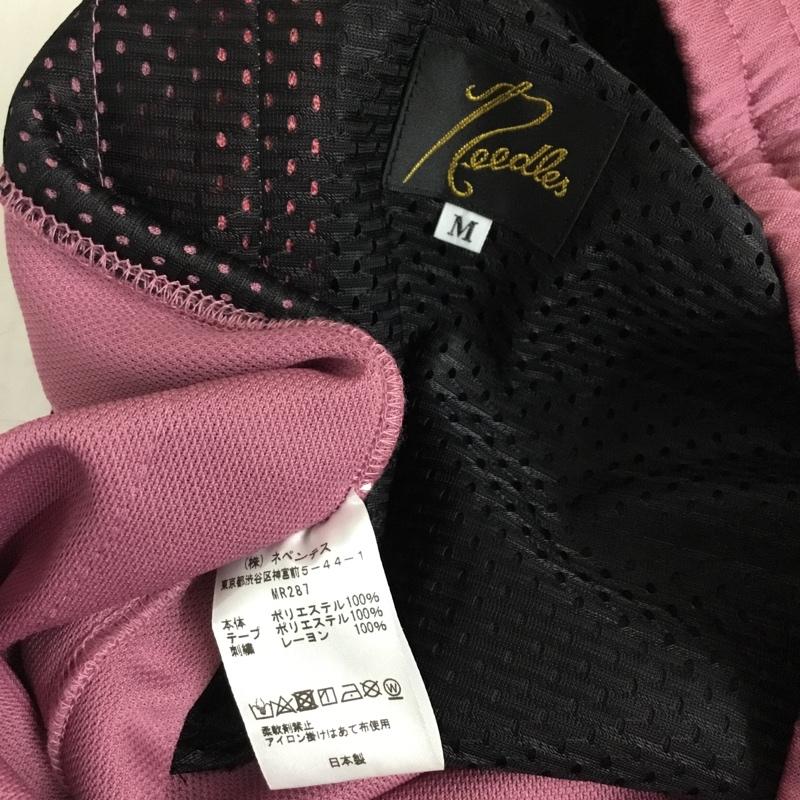 Needles
M
(株) ネペンテス
東京都渋谷区神宮前5-44-1
MR287
本体 ポリエステル100%
テープ ポリエステル100%
刺繍 レーヨン 100%
柔軟剤禁止
アイロン掛けはあて布使用
日本製